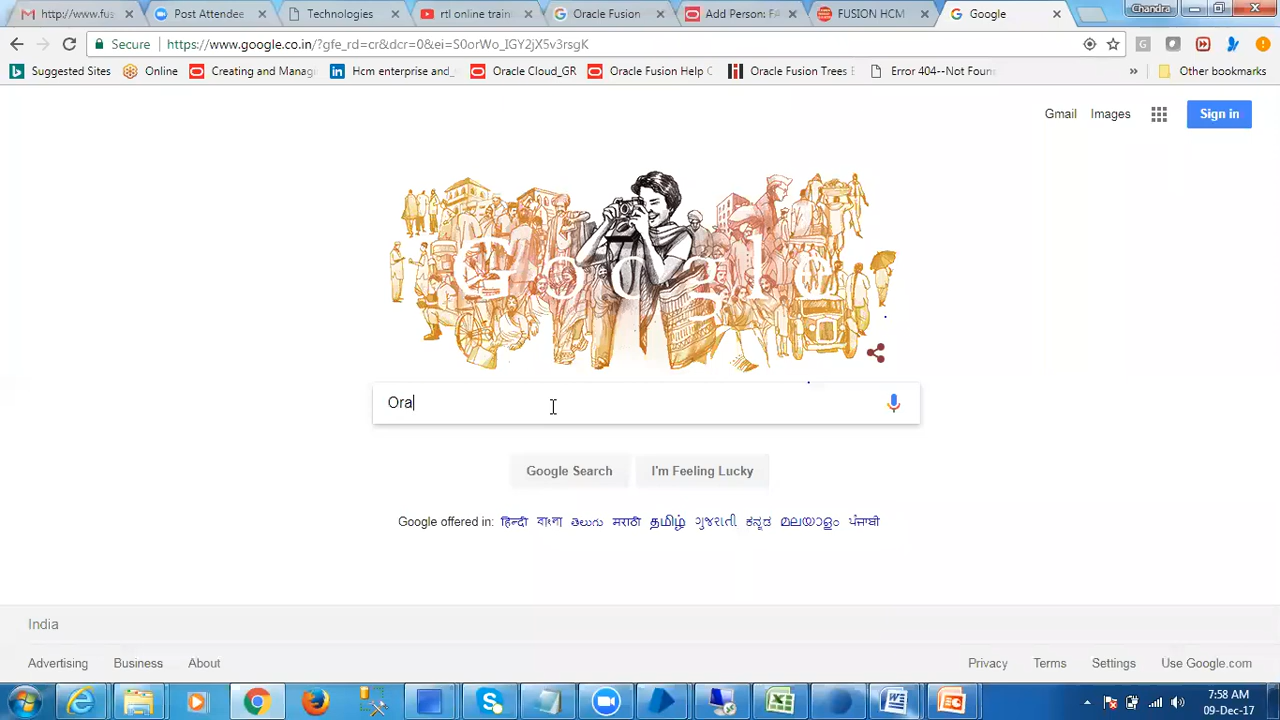 Chandra
http://www.fus
Post Attendee
Technologies
rtl online train
Oracle Fusion
Add Person: FA
FUSION HCM
Google
Secure
https://www.google.co.in/?gfe_rd=cr&dcr=0&ei=S0orWo_IGY2jX5v3rsgK
Suggested Sites
Online
Creating and Manag
Hcm enterprise and
Oracle Cloud_GR
Oracle Fusion Help C
Oracle Fusion Trees E
Error 404--Not Foun
»
Other bookmarks
Gmail
Images
Sign in
Google
Ora
Google Search
I'm Feeling Lucky
Google offered in: हिन्दी বাংলা తెలుగు मराठी தமிழ் ગુજરાતી ಕನ್ನಡ മലയാളം ਪੰਜਾਬੀ
India
Advertising
Business
About
Privacy
Terms
Settings
Use Google.com
7:58 AM
09-Dec-17